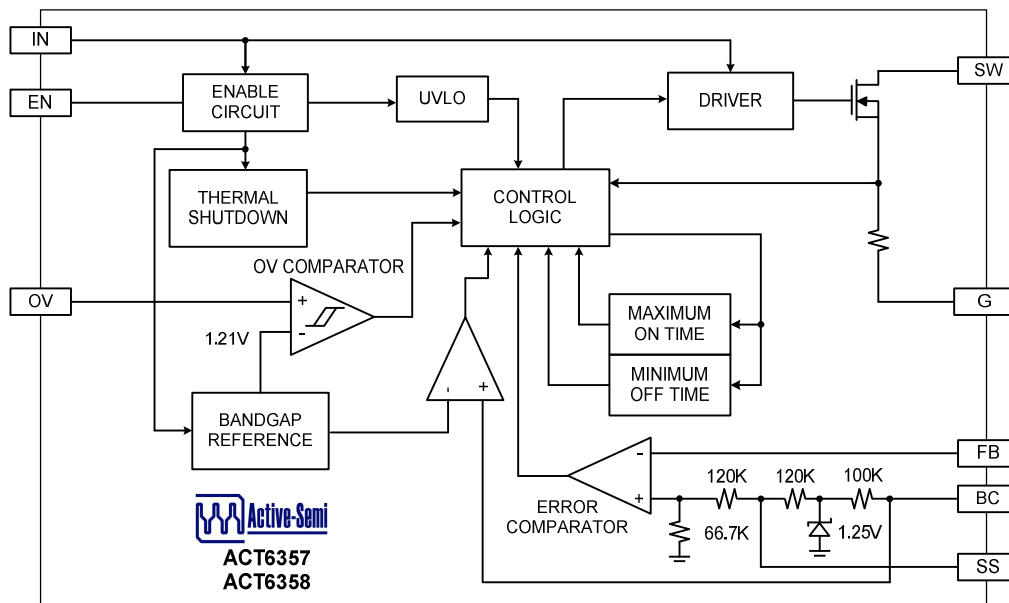 IN
EN
OV
ENABLE
CIRCUIT
UVLO
DRIVER
SW
THERMAL
SHUTDOWN
CONTROL
LOGIC
OV COMPARATOR
+
-
1.21V
G
MAXIMUM
ON TIME
MINIMUM
OFF TIME
- +
BANDGAP
REFERENCE
-
+
ERROR
COMPARATOR
120K 120K 100K
66.7K 1.25V
FB
BC
SS
Active-Semi
ACT6357
ACT6358